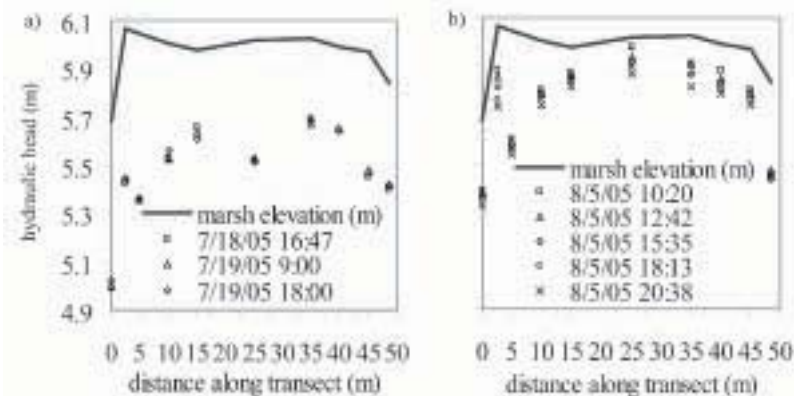 a)
hydraulic head (m)
6.1
5.9
5.7
5.5
5.3
5.1
4.9
marsh elevation (m)
7/18/05 16:47
7/19/05 9:00
7/19/05 18:00
0 5 10 15 20 25 30 35 40 45 50
distance along transect (m)
b)
marsh elevation (m)
8/5/05 10:20
8/5/05 12:42
8/5/05 15:35
8/5/05 18:13
8/5/05 20:38
0 5 10 15 20 25 30 35 40 45 50
distance along transect (m)